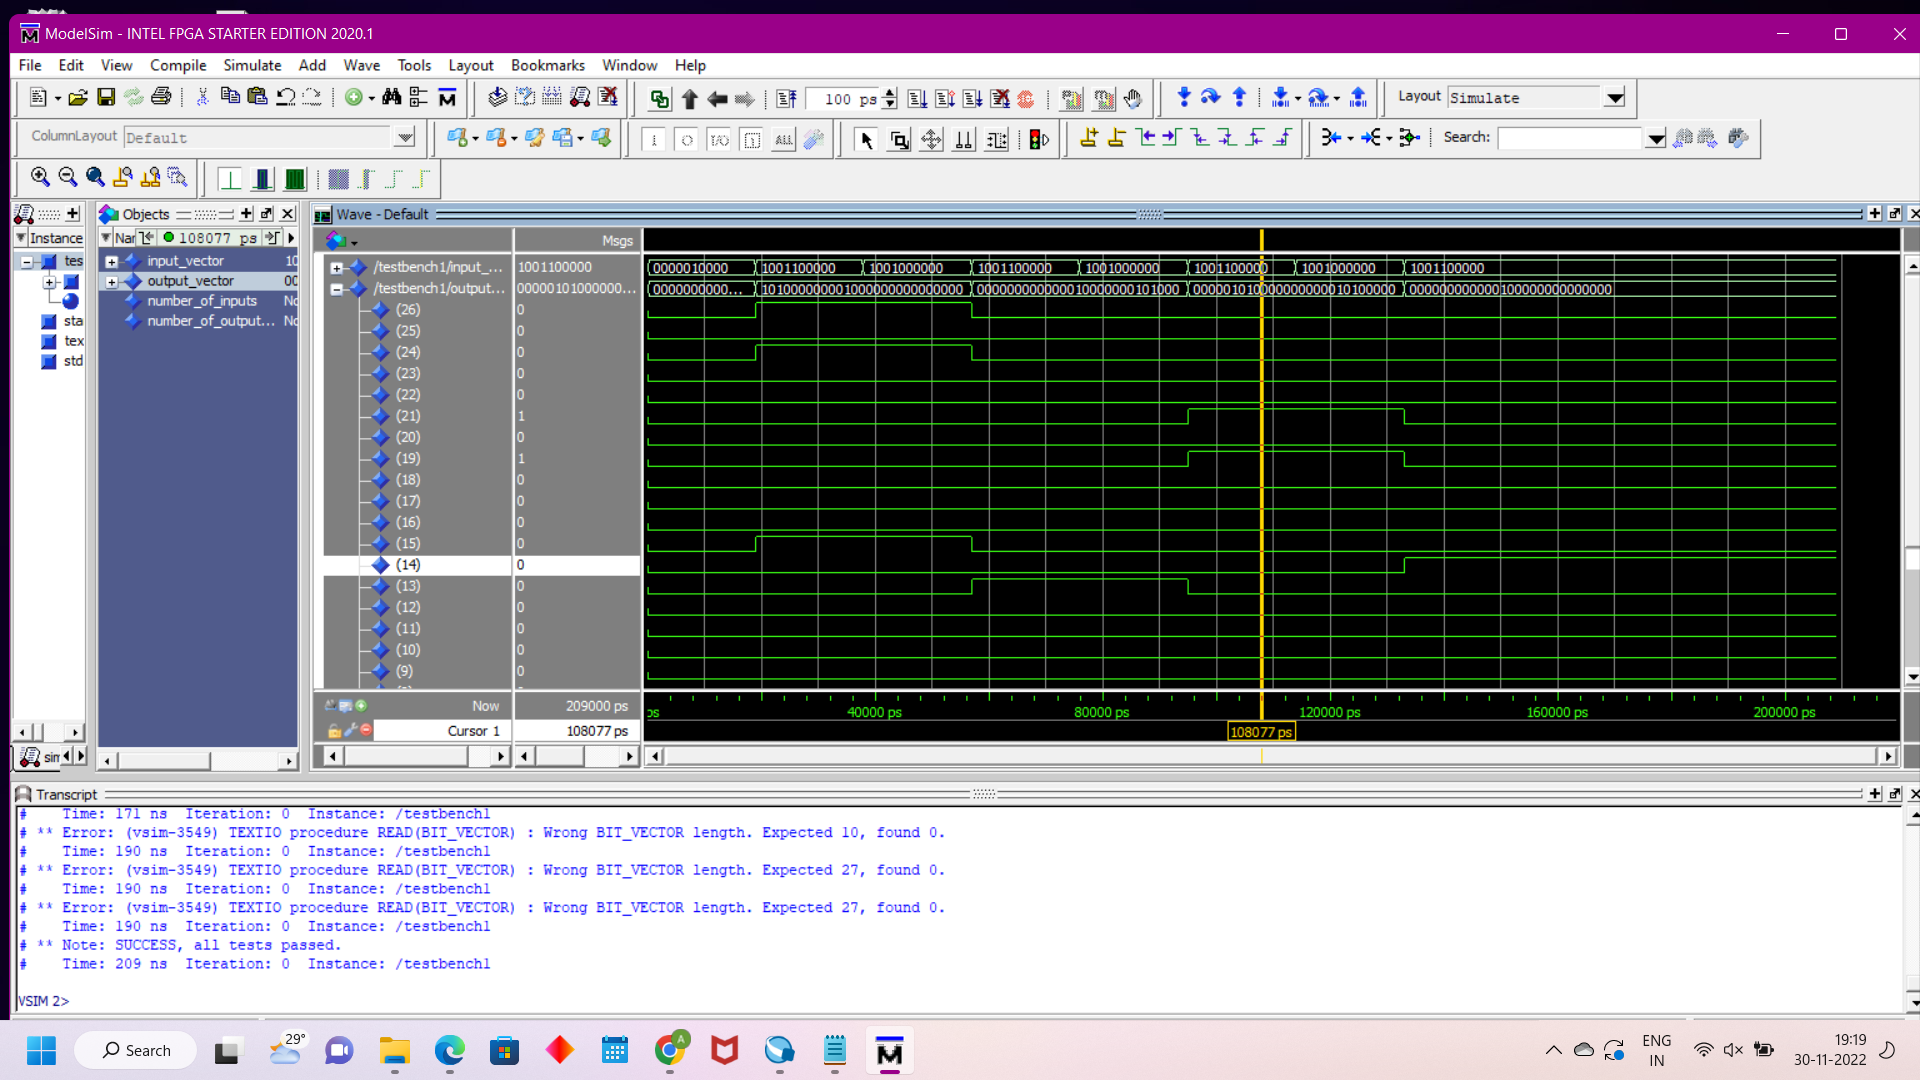 ModelSim - INTEL FPGA STARTER EDITION 2020.1
File Edit View Compile Simulate Add Wave Tools Layout Bookmarks Window Help
100 ps
Layout Simulate
ColumnLayout Default
Search:
Instance
tes
sta
tex
std
sim
Objects
Nar 108077 ps
input_vector 10
output_vector 00
number_of_inputs No
number_of_output... No
Wave - Default
Msgs
/testbench1/input_... 1001100000 0000010000 1001100000 1001000000 1001100000 1001000000 1001100000 1001000000 1001100000
/testbench1/output... 00000101000000... 0000000000... 101000000001000000000000000 000000000000010000000101000 000001010000000000010100000 000000000000100000000000000
(26) 0
(25) 0
(24) 0
(23) 0
(22) 0
(21) 1
(20) 0
(19) 1
(18) 0
(17) 0
(16) 0
(15) 0
(14) 0
(13) 0
(12) 0
(11) 0
(10) 0
(9) 0
Now 209000 ps
ps 40000 ps 80000 ps 120000 ps 160000 ps 200000 ps
Cursor 1 108077 ps 108077 ps
Transcript
# Time: 171 ns Iteration: 0 Instance: /testbench1
# ** Error: (vsim-3549) TEXTIO procedure READ(BIT_VECTOR) : Wrong BIT_VECTOR length. Expected 10, found 0.
# Time: 190 ns Iteration: 0 Instance: /testbench1
# ** Error: (vsim-3549) TEXTIO procedure READ(BIT_VECTOR) : Wrong BIT_VECTOR length. Expected 27, found 0.
# Time: 190 ns Iteration: 0 Instance: /testbench1
# ** Error: (vsim-3549) TEXTIO procedure READ(BIT_VECTOR) : Wrong BIT_VECTOR length. Expected 27, found 0.
# Time: 190 ns Iteration: 0 Instance: /testbench1
# ** Note: SUCCESS, all tests passed.
# Time: 209 ns Iteration: 0 Instance: /testbench1
VSIM 2>
Search
29°
A
ENG
IN
19:19
30-11-2022